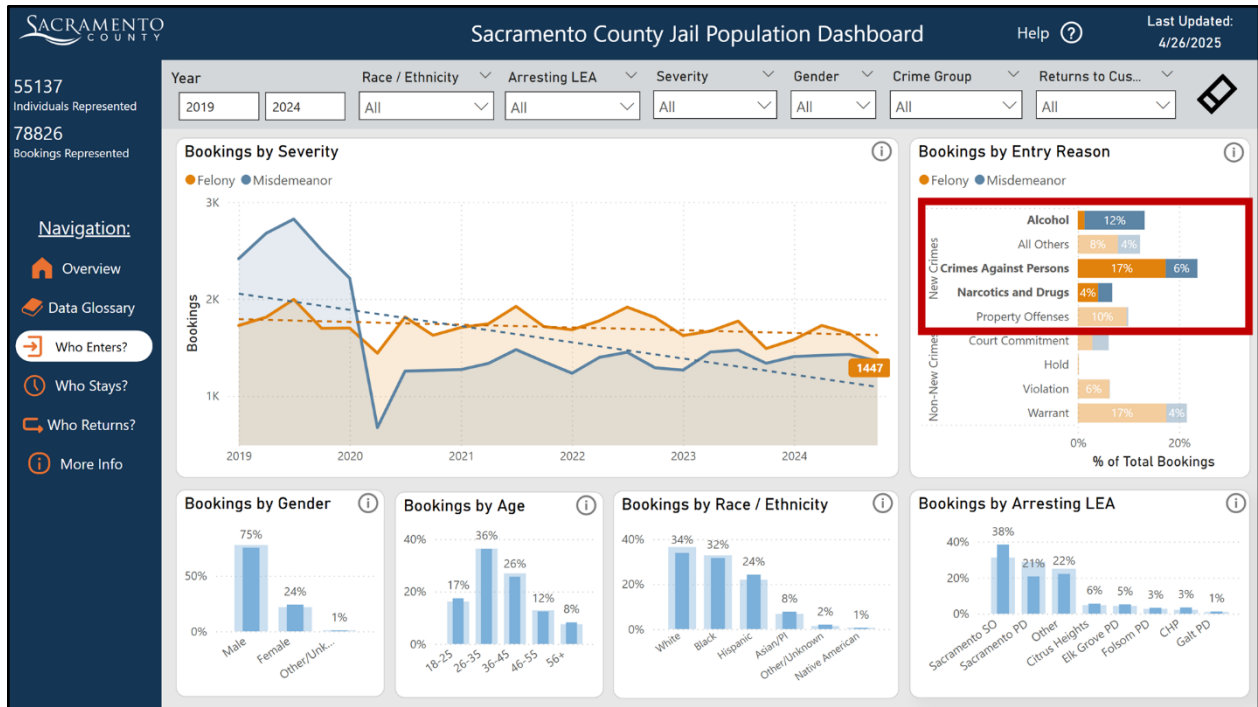 SACRAMENTO
COUNTY
Sacramento County Jail Population Dashboard
Help ?
Last Updated:
4/26/2025
55137
Individuals Represented
78826
Bookings Represented
Navigation:
Overview
Data Glossary
Who Enters?
Who Stays?
Who Returns?
More Info
Year
2019 2024
Race / Ethnicity
All
Arresting LEA
All
Severity
All
Gender
All
Crime Group
All
Returns to Cus...
All
Bookings by Severity
Felony Misdemeanor
Bookings
3K
2K
1K
1447
2019 2020 2021 2022 2023 2024
Bookings by Entry Reason
Felony Misdemeanor
New Crimes
Alcohol 12%
All Others 8% 4%
Crimes Against Persons 17% 6%
Narcotics and Drugs 4%
Property Offenses 10%
Non-New Crimes
Court Commitment
Hold
Violation 6%
Warrant 17% 4%
0% 20%
% of Total Bookings
Bookings by Gender
75%
24%
1%
50%
0%
Male Female Other/Unk...
Bookings by Age
40%
20%
0%
17% 36% 26% 12% 8%
18-25 26-35 36-45 46-55 56+
Bookings by Race / Ethnicity
40%
20%
0%
34% 32% 24% 8% 2% 1%
White Black Hispanic Asian/PI Other/Unknown Native American
Bookings by Arresting LEA
40%
20%
0%
38% 21% 22% 6% 5% 3% 3% 1%
Sacramento SO Sacramento PD Other Citrus Heights Elk Grove PD Folsom PD CHP Galt PD